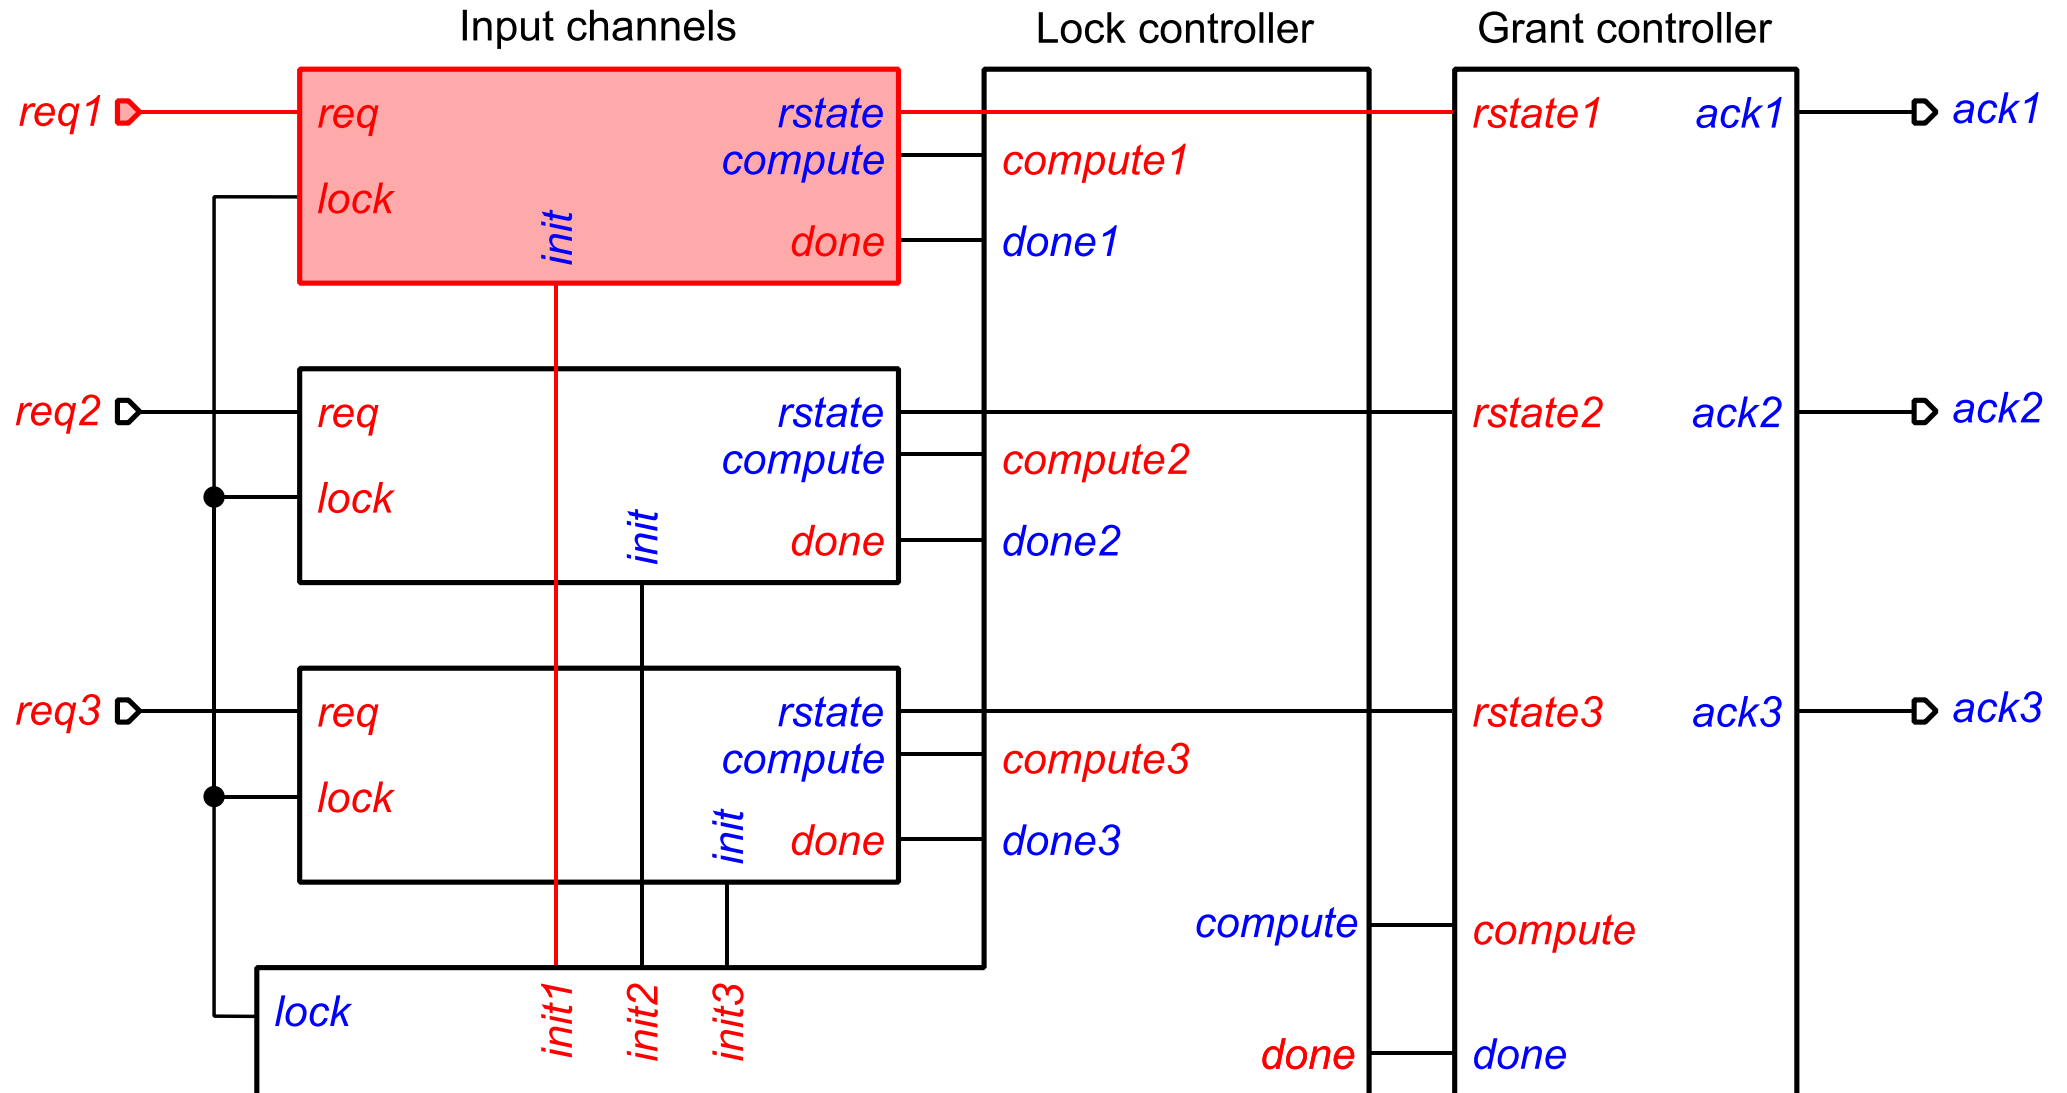 Input channels
Lock controller
Grant controller
req1
req
rstate
rstate1
ack1
ack1
compute
compute1
lock
init
done
done1
req2
req
rstate
rstate2
ack2
ack2
compute
compute2
lock
init
done
done2
req3
req
rstate
rstate3
ack3
ack3
compute
compute3
lock
init
done
done3
compute
compute
lock
init1
init2
init3
done
done